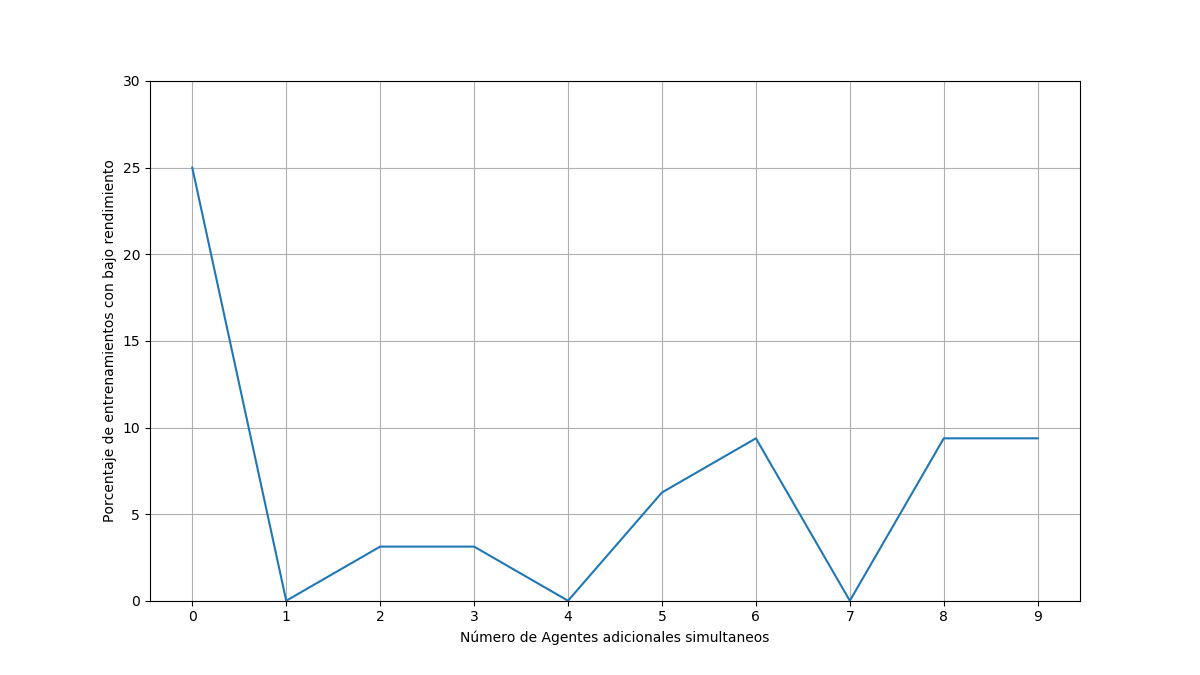 30
25
20
15
10
5
0
Porcentaje de entrenamientos con bajo rendimiento
0 1 2 3 4 5 6 7 8 9
Número de Agentes adicionales simultaneos